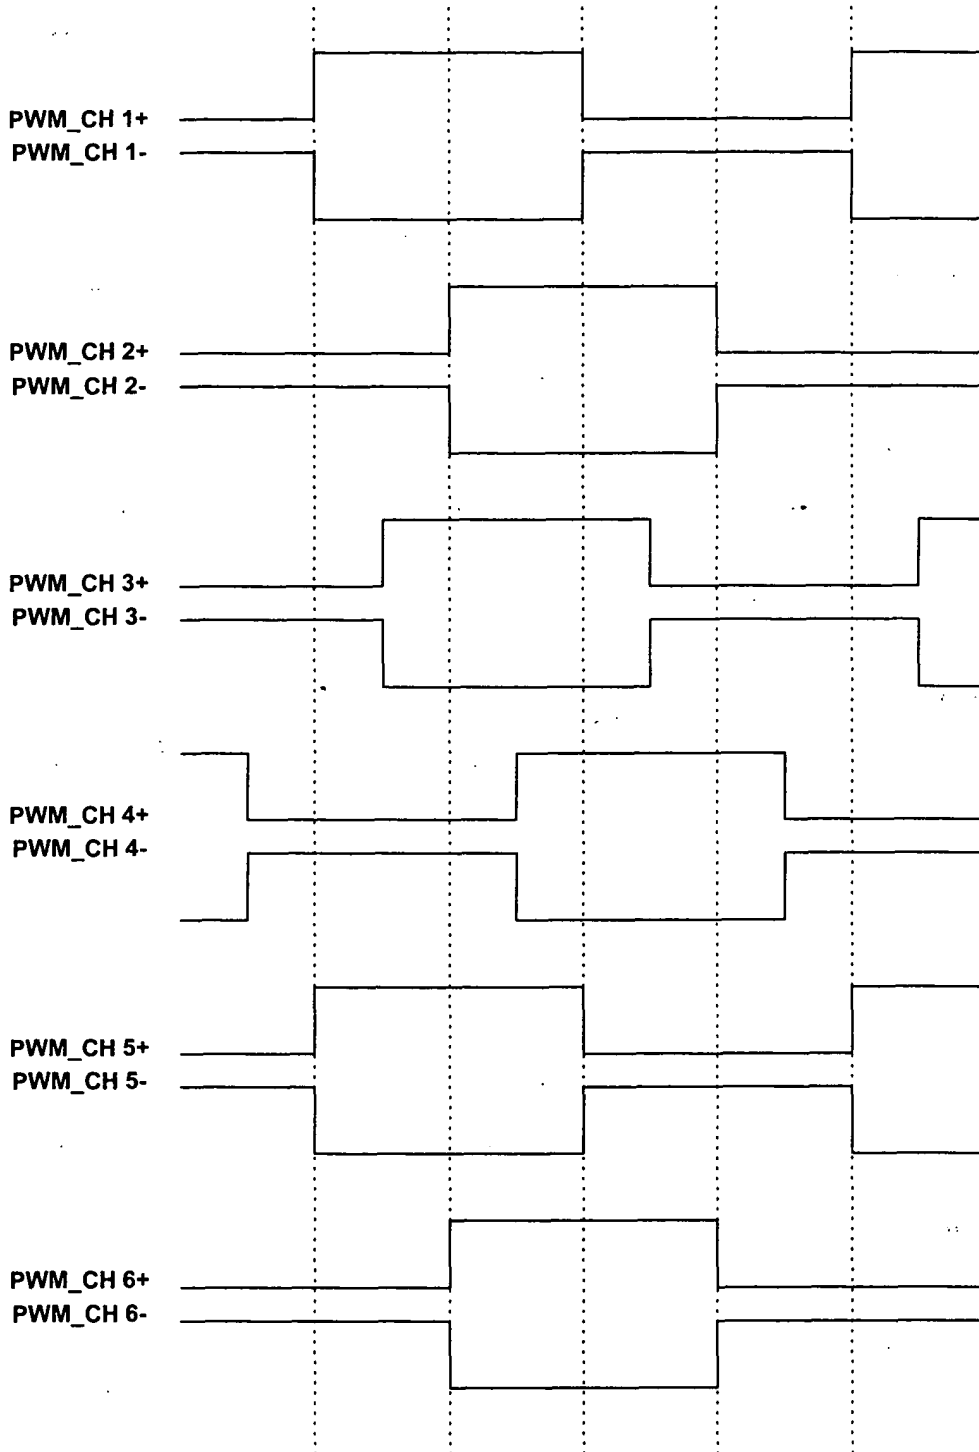 PWM_CH 1+
PWM_CH 1-
PWM_CH 2+
PWM_CH 2-
PWM_CH 3+
PWM_CH 3-
PWM_CH 4+
PWM_CH 4-
PWM_CH 5+
PWM_CH 5-
PWM_CH 6+
PWM_CH 6-